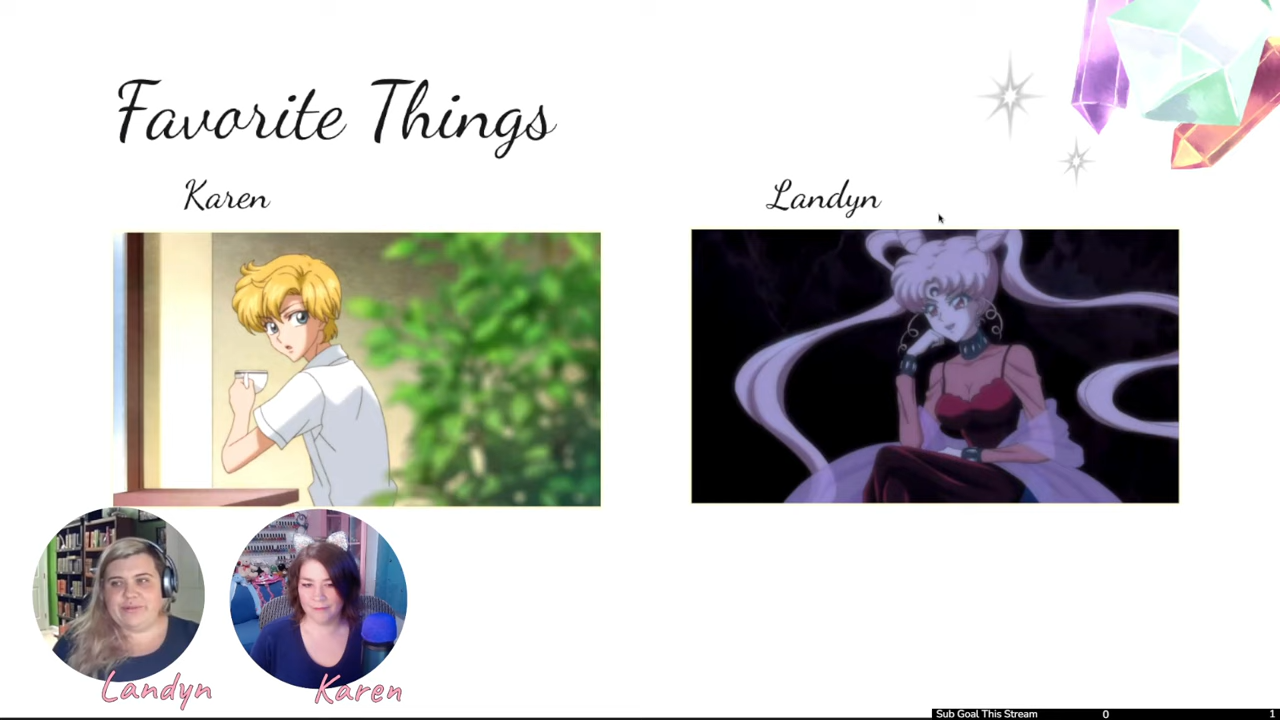 Favorite Things
Karen
Landyn
Landyn
Karen
Sub Goal This Stream 0 1